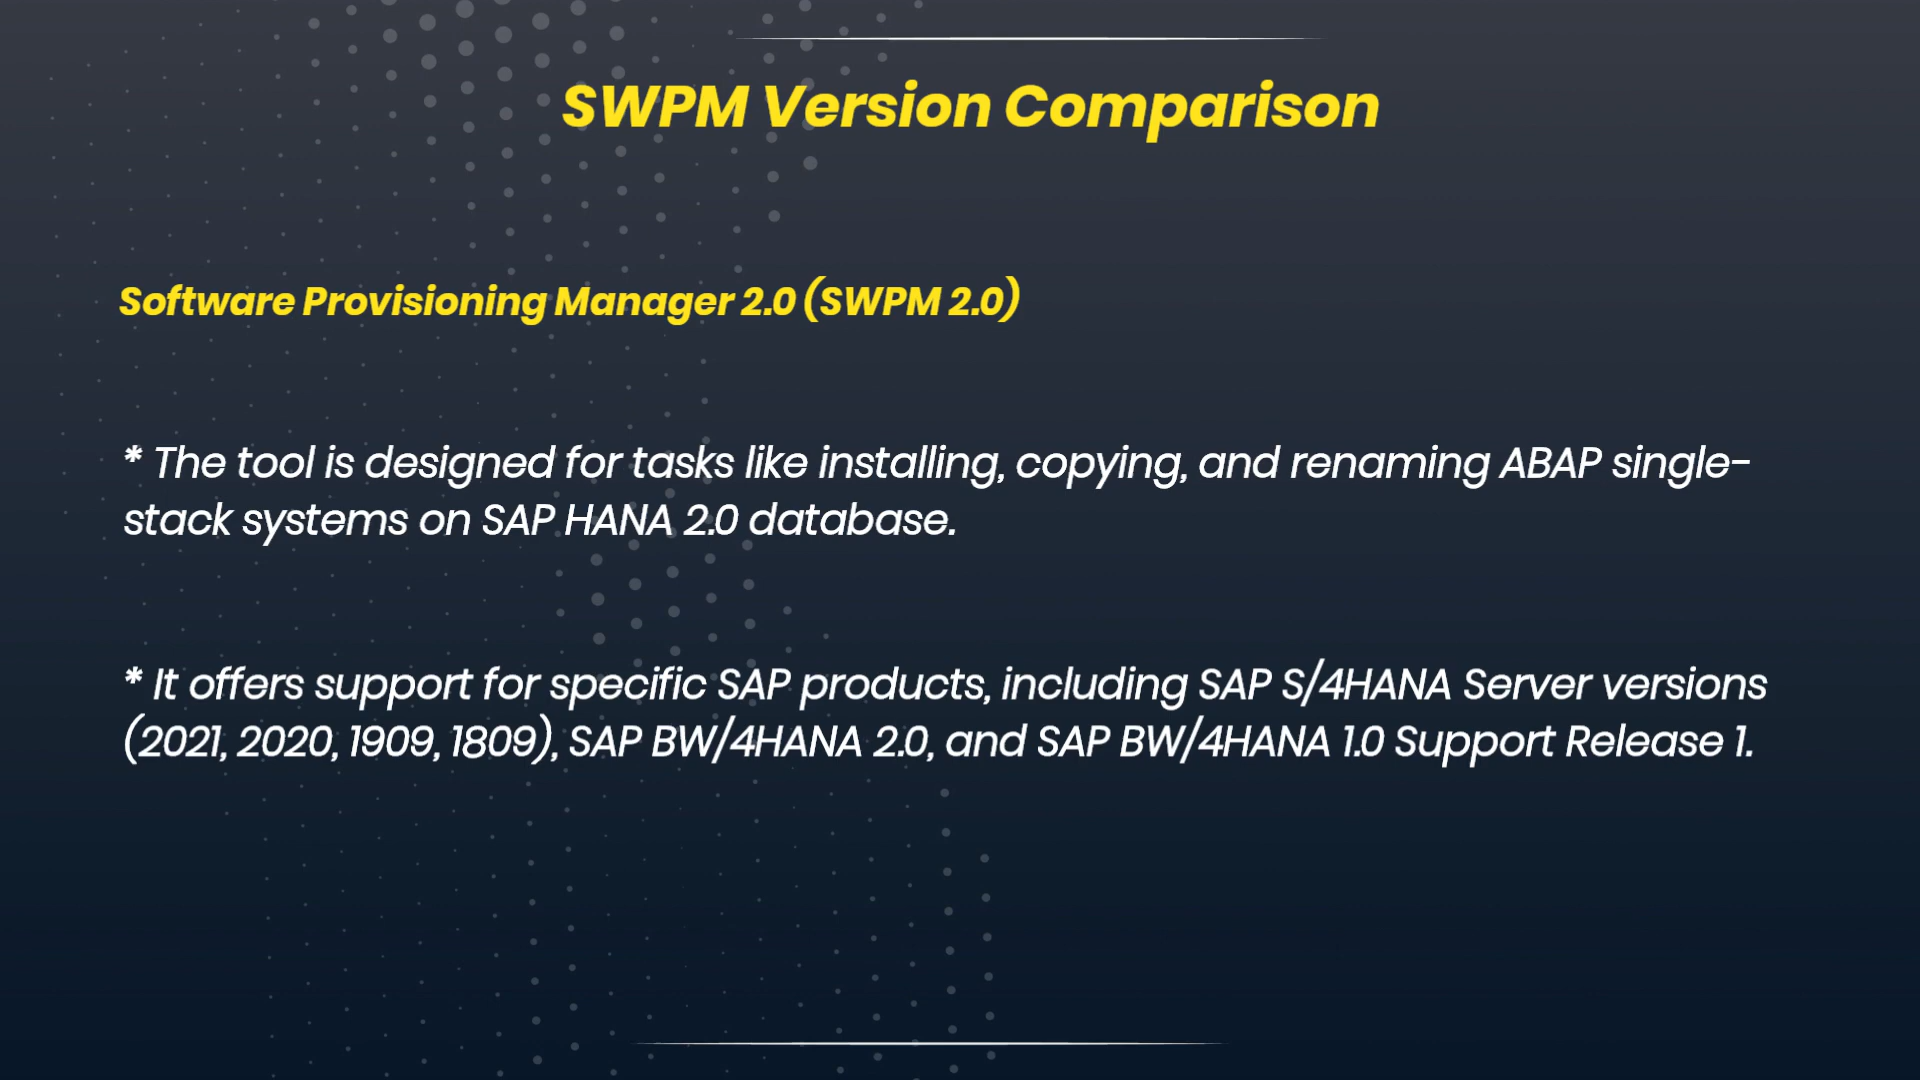 SWPM Version Comparison
Software Provisioning Manager 2.0 (SWPM 2.0)
* The tool is designed for tasks like installing, copying, and renaming ABAP single-
stack systems on SAP HANA 2.0 database.
* It offers support for specific SAP products, including SAP S/4HANA Server versions
(2021, 2020, 1909, 1809), SAP BW/4HANA 2.0, and SAP BW/4HANA 1.0 Support Release 1.